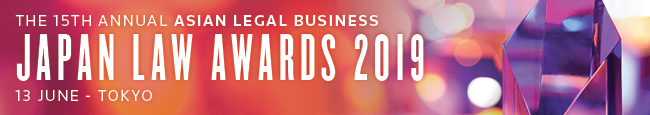 THE 15TH ANNUAL ASIAN LEGAL BUSINESS
JAPAN LAW AWARDS 2019
13 JUNE - TOKYO